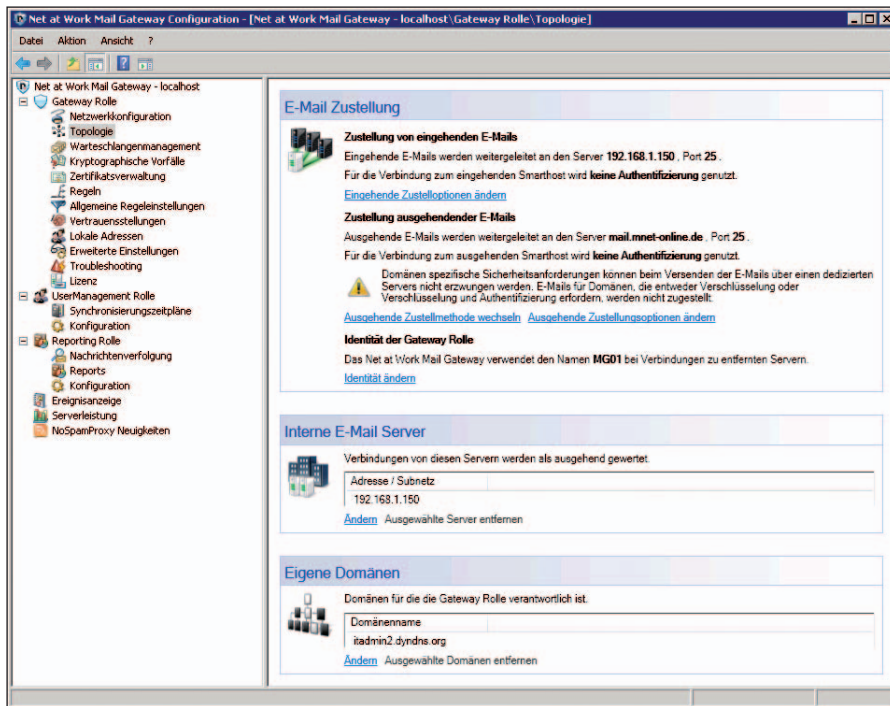 Net at Work Mail Gateway Configuration - [Net at Work Mail Gateway - localhost\Gateway Rolle\Topologie]
Datei Aktion Ansicht ?
Net at Work Mail Gateway - localhost
Gateway Rolle
Netzwerkkonfiguration
Topologie
Warteschlangenmanagement
Kryptographische Vorfälle
Zertifikatsverwaltung
Regeln
Allgemeine Regeleinstellungen
Vertrauensstellungen
Lokale Adressen
Erweiterte Einstellungen
Troubleshooting
Lizenz
UserManagement Rolle
Synchronisierungszeitpläne
Konfiguration
Reporting Rolle
Nachrichtenverfolgung
Reports
Konfiguration
Ereignisanzeige
Serverleistung
NoSpamProxy Neuigkeiten
E-Mail Zustellung
Zustellung von eingehenden E-Mails
Eingehende E-Mails werden weitergeleitet an den Server 192.168.1.150 , Port 25 .
Für die Verbindung zum eingehenden Smarthost wird keine Authentifizierung genutzt.
Eingehende Zustelloptionen ändern
Zustellung ausgehendender E-Mails
Ausgehende E-Mails werden weitergeleitet an den Server mail.mnet-online.de , Port 25 .
Für die Verbindung zum ausgehenden Smarthost wird keine Authentifizierung genutzt.
Domänen spezifische Sicherheitsanforderungen können beim Versenden der E-Mails über einen dedizierten
Servers nicht erzwungen werden. E-Mails für Domänen, die entweder Verschlüsselung oder
Verschlüsselung und Authentifizierung erfordern, werden nicht zugestellt.
Ausgehende Zustellmethode wechseln Ausgehende Zustellungsoptionen ändern
Identität der Gateway Rolle
Das Net at Work Mail Gateway verwendet den Namen MG01 bei Verbindungen zu entfernten Servern.
Identität ändern
Interne E-Mail Server
Verbindungen von diesen Servern werden als ausgehend gewertet.
Adresse / Subnetz
192.168.1.150
Ändern Ausgewählte Server entfernen
Eigene Domänen
Domänen für die die Gateway Rolle verantwortlich ist.
Domänenname
itadmin2.dyndns.org
Ändern Ausgewählte Domänen entfernen